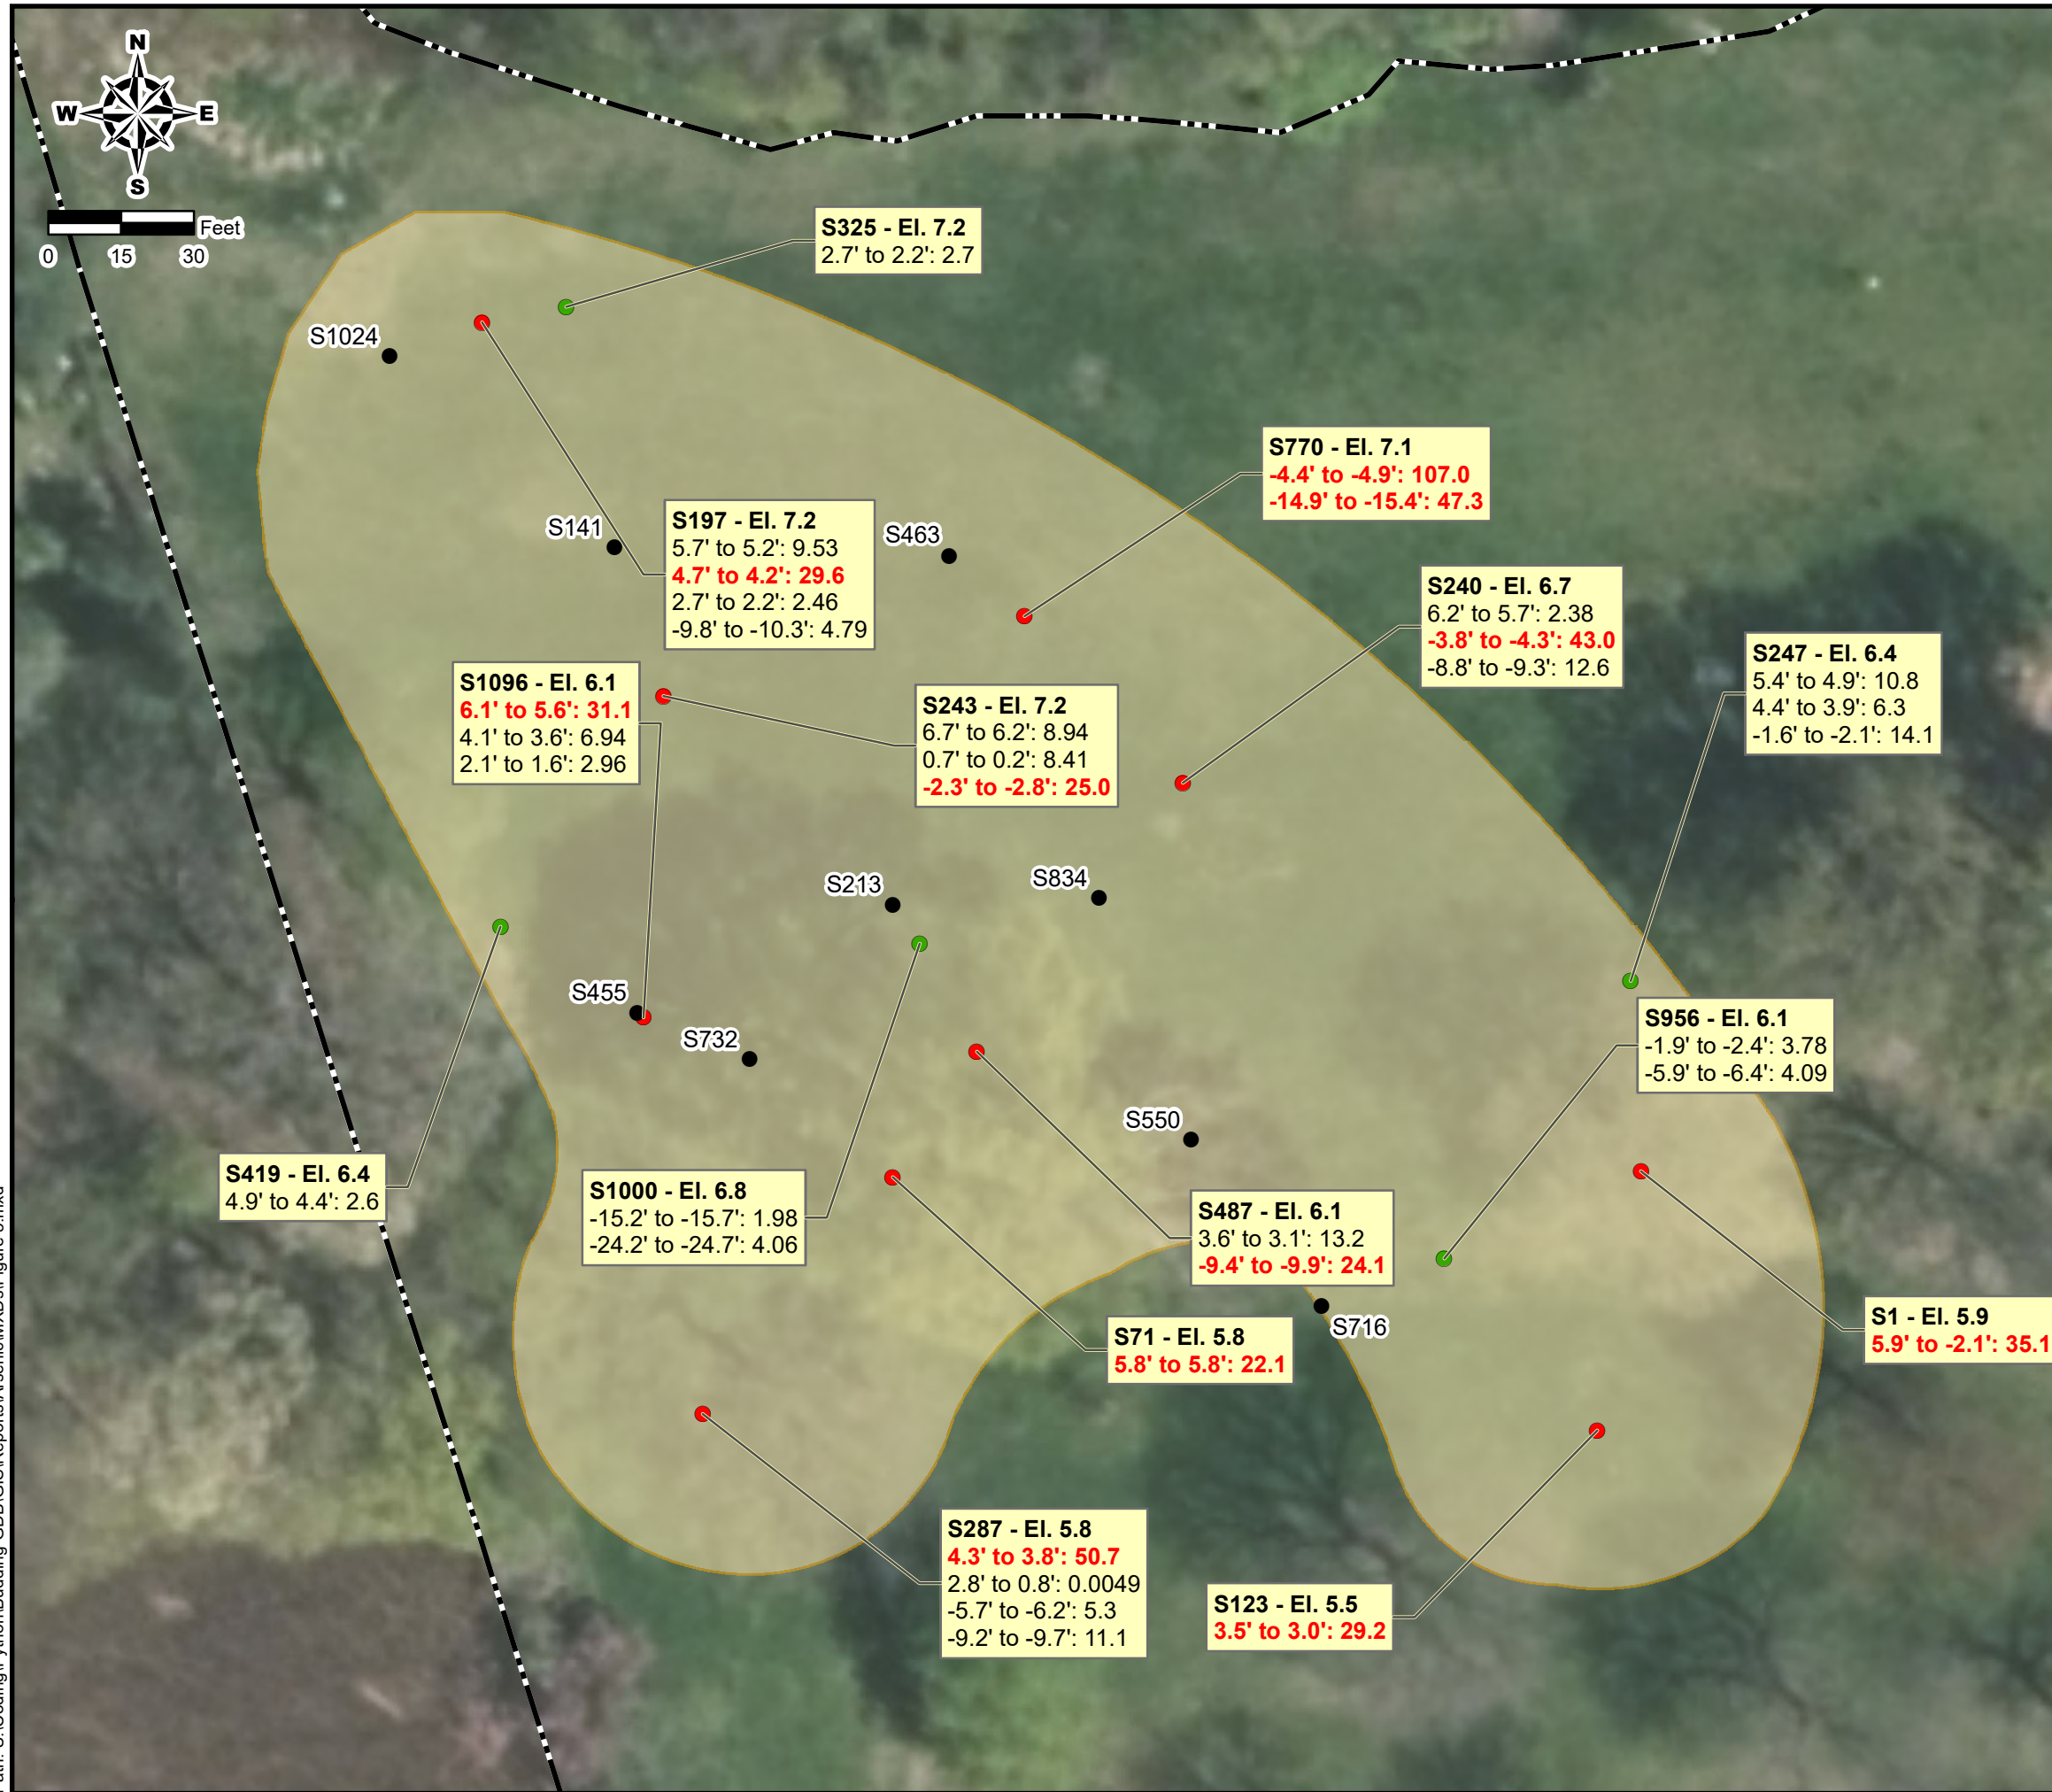 N
W E
S
Feet
0 15 30
S325 - El. 7.2
2.7' to 2.2': 2.7
S1024
S770 - El. 7.1
-4.4' to -4.9': 107.0
-14.9' to -15.4': 47.3
S197 - El. 7.2
5.7' to 5.2': 9.53
4.7' to 4.2': 29.6
2.7' to 2.2': 2.46
-9.8' to -10.3': 4.79
S141
S463
S240 - El. 6.7
6.2' to 5.7': 2.38
-3.8' to -4.3': 43.0
-8.8' to -9.3': 12.6
S247 - El. 6.4
5.4' to 4.9': 10.8
4.4' to 3.9': 6.3
-1.6' to -2.1': 14.1
S1096 - El. 6.1
6.1' to 5.6': 31.1
4.1' to 3.6': 6.94
2.1' to 1.6': 2.96
S243 - El. 7.2
6.7' to 6.2': 8.94
0.7' to 0.2': 8.41
-2.3' to -2.8': 25.0
S213
S834
S455
S732
S956 - El. 6.1
-1.9' to -2.4': 3.78
-5.9' to -6.4': 4.09
S550
S419 - El. 6.4
4.9' to 4.4': 2.6
S1000 - El. 6.8
-15.2' to -15.7': 1.98
-24.2' to -24.7': 4.06
S487 - El. 6.1
3.6' to 3.1': 13.2
-9.4' to -9.9': 24.1
S716
S71 - El. 5.8
5.8' to 5.8': 22.1
S1 - El. 5.9
5.9' to -2.1': 35.1
S287 - El. 5.8
4.3' to 3.8': 50.7
2.8' to 0.8': 0.0049
-5.7' to -6.2': 5.3
-9.2' to -9.7': 11.1
S123 - El. 5.5
3.5' to 3.0': 29.2